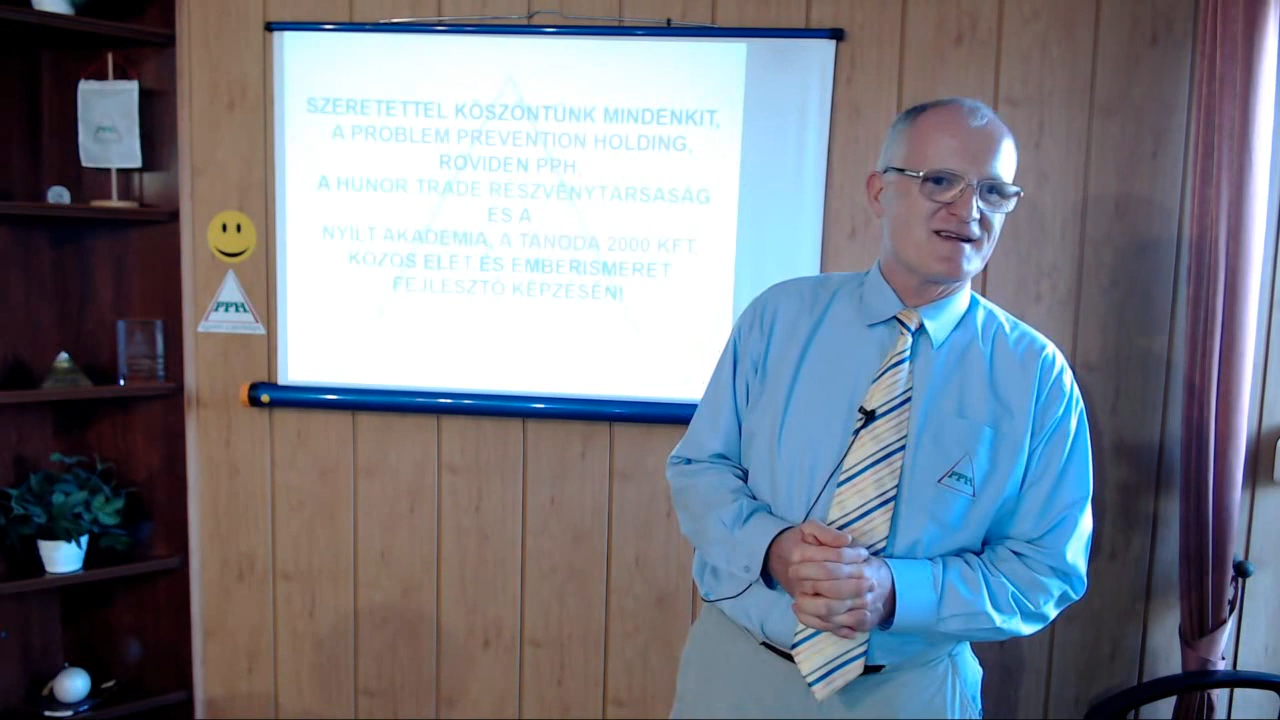 SZERETETTEL KÖSZÖNTÜNK MINDENKIT,
A PROBLEM PREVENTION HOLDING,
RÖVIDEN PPH,
A HUNOR TRADE RÉSZVÉNYTÁRSASÁG
ÉS A
NYÍLT AKADÉMIA, A TANODA 2000 KFT.
KÖZÖS ÉLET ÉS EMBERISMERET
FEJLESZTŐ KÉPZÉSÉN!
PPH
PPH